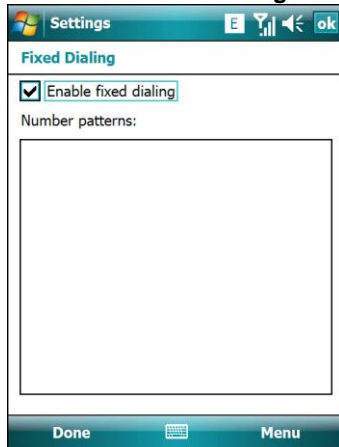 Settings E ok
Fixed Dialing
Enable fixed dialing
Number patterns:
Done Menu